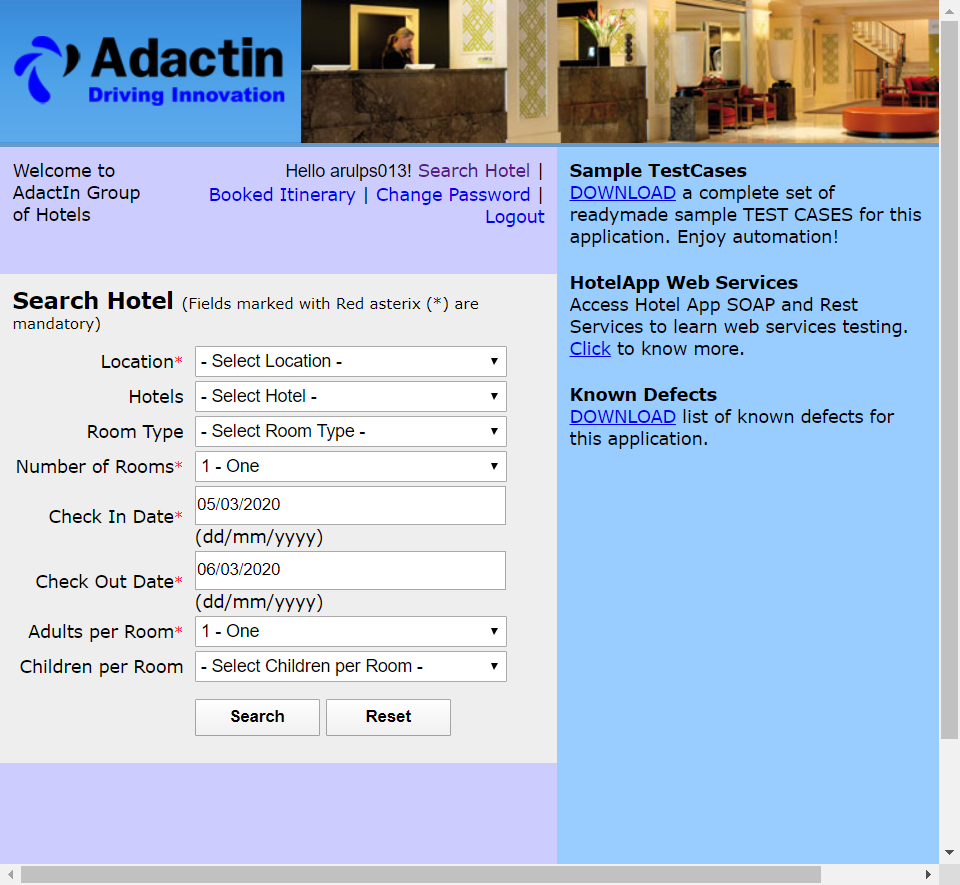 Adactin
Driving Innovation
Welcome to
AdactIn Group
of Hotels
Hello arulps013! Search Hotel |
Booked Itinerary | Change Password |
Logout
Search Hotel (Fields marked with Red asterix (*) are
mandatory)
Location* - Select Location -
Hotels - Select Hotel -
Room Type - Select Room Type -
Number of Rooms* 1 - One
Check In Date* 05/03/2020
(dd/mm/yyyy)
Check Out Date* 06/03/2020
(dd/mm/yyyy)
Adults per Room* 1 - One
Children per Room - Select Children per Room -
Search Reset
Sample TestCases
DOWNLOAD a complete set of
readymade sample TEST CASES for this
application. Enjoy automation!
HotelApp Web Services
Access Hotel App SOAP and Rest
Services to learn web services testing.
Click to know more.
Known Defects
DOWNLOAD list of known defects for
this application.